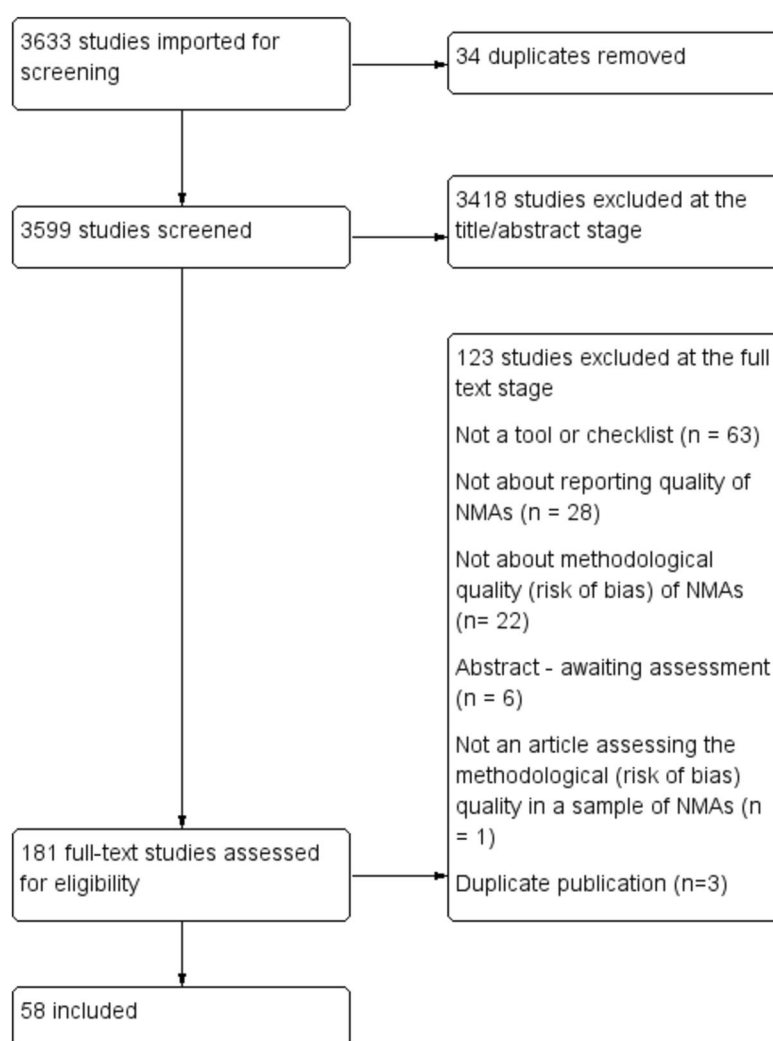 3633 studies imported for
screening
34 duplicates removed
3599 studies screened
3418 studies excluded at the
title/abstract stage
123 studies excluded at the full
text stage
Not a tool or checklist (n = 63)
Not about reporting quality of
NMAs (n = 28)
Not about methodological
quality (risk of bias) of NMAs
(n= 22)
Abstract - awaiting assessment
(n = 6)
Not an article assessing the
methodological (risk of bias)
quality in a sample of NMAs (n
= 1)
Duplicate publication (n=3)
181 full-text studies assessed
for eligibility
58 included